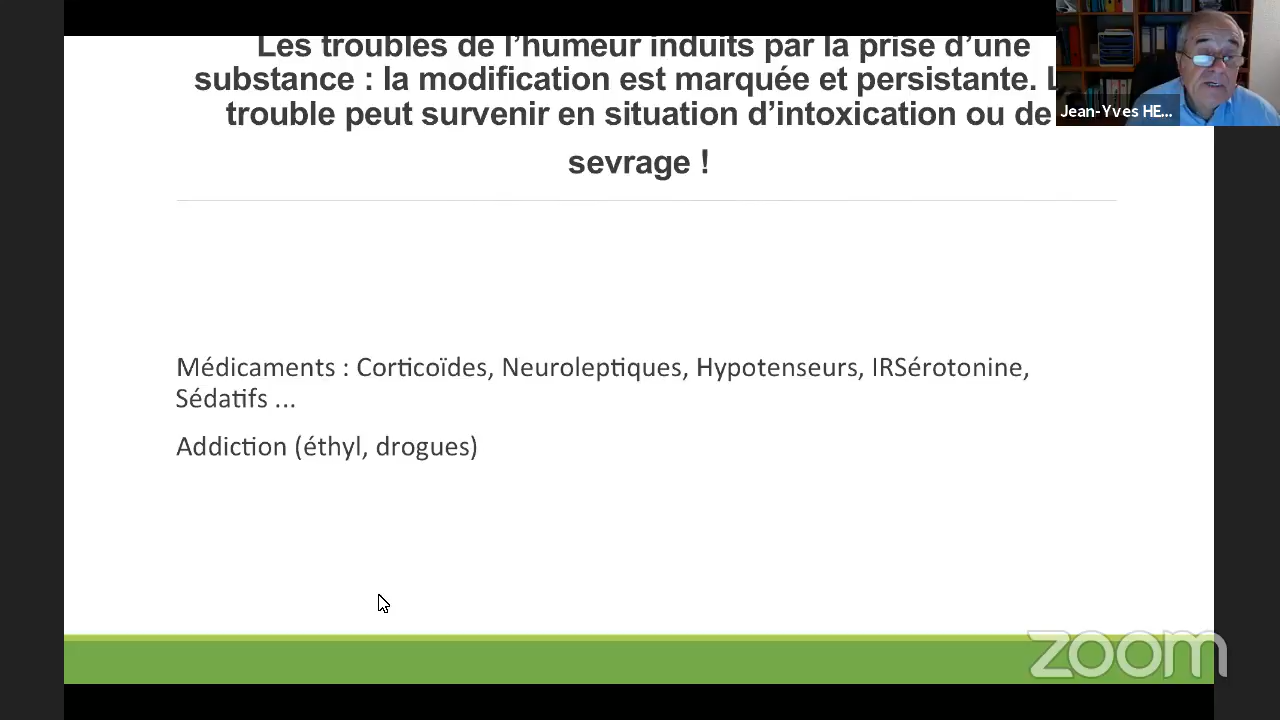 Les troubles de l’humeur induits par la prise d’une
substance : la modification est marquée et persistante.
trouble peut survenir en situation d’intoxication ou de
sevrage !
Jean-Yves HE...
Médicaments : Corticoïdes, Neuroleptiques, Hypotenseurs, IRSérotonine,
Sédatifs ...
Addiction (éthyl, drogues)
zoom